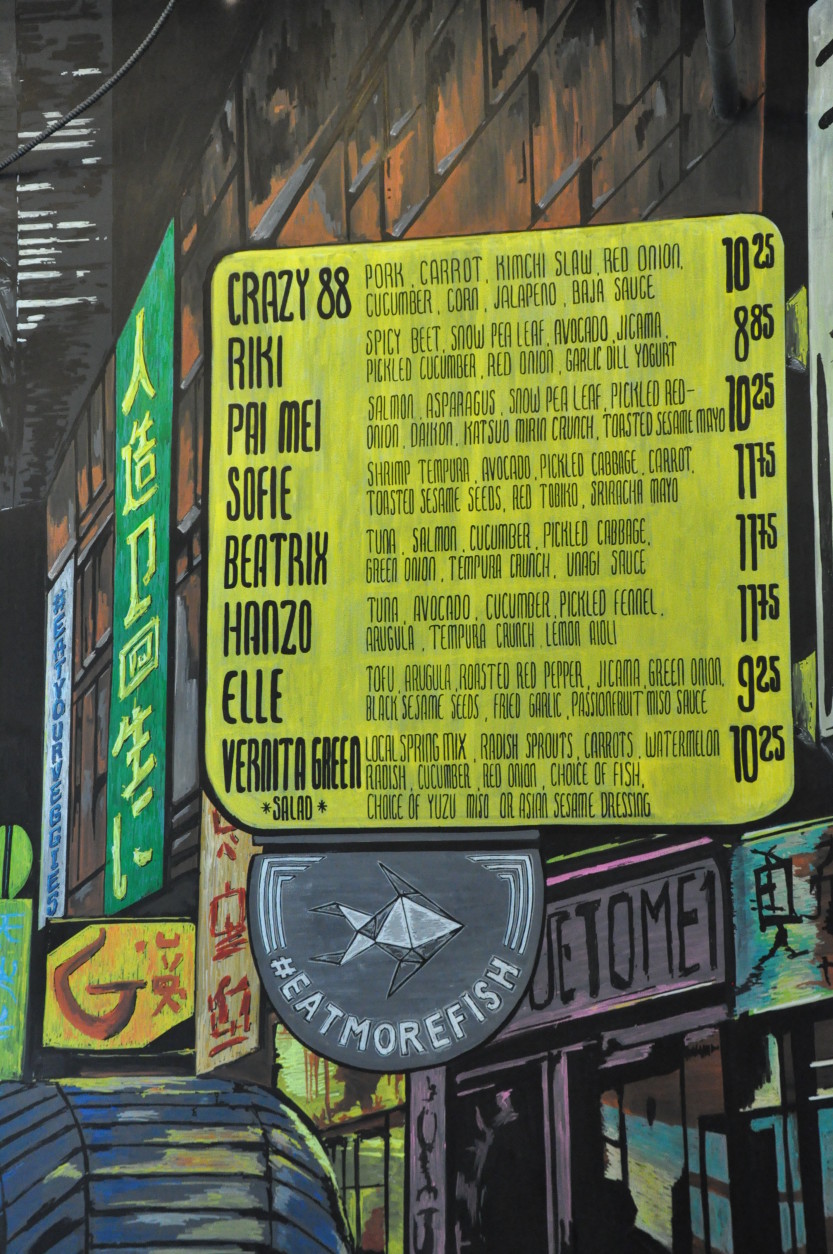 CRAZY 88 PORK, CARROT, KIMCHI SLAW, RED ONION, 10 25
CUCUMBER, CORN, JALAPENO, BAJA SAUCE
RIKI SPICY BEET, SNOW PEA LEAF, AVOCADO, JICAMA, 8 85
PICKLED CUCUMBER, RED ONION, GARLIC DILL YOGURT
PAI MEI SALMON, ASPARAGUS, SNOW PEA LEAF, PICKLED RED- 10 25
ONION, DAIKON, KATSUO MIRIN CRUNCH, TOASTED SESAME MAYO
SOFIE SHRIMP TEMPURA, AVOCADO, PICKLED CABBAGE, CARROT, 11 75
TOASTED SESAME SEEDS, RED TOBIKO, SRIRACHA MAYO
BEATRIX TUNA, SALMON, CUCUMBER, PICKLED CABBAGE, 11 75
GREEN ONION, TEMPURA CRUNCH, UNAGI SAUCE
HANZO TUNA, AVOCADO, CUCUMBER, PICKLED FENNEL, 11 75
ARUGULA, TEMPURA CRUNCH LEMON AIOLI
ELLE TOFU, ARUGULA, ROASTED RED PEPPER, JICAMA, GREEN ONION, 9 25
BLACK SESAME SEEDS, FRIED GARLIC, PASSIONFRUIT MISO SAUCE
VERNITA GREEN LOCAL SPRING MIX, RADISH SPROUTS, CARROTS, WATERMELON 10 25
RADISH, CUCUMBER, RED ONION, CHOICE OF FISH,
*SALAD* CHOICE OF YUZU MISO OR ASIAN SESAME DRESSING
#EATMOREFISH
#EATYOURVEGGIES